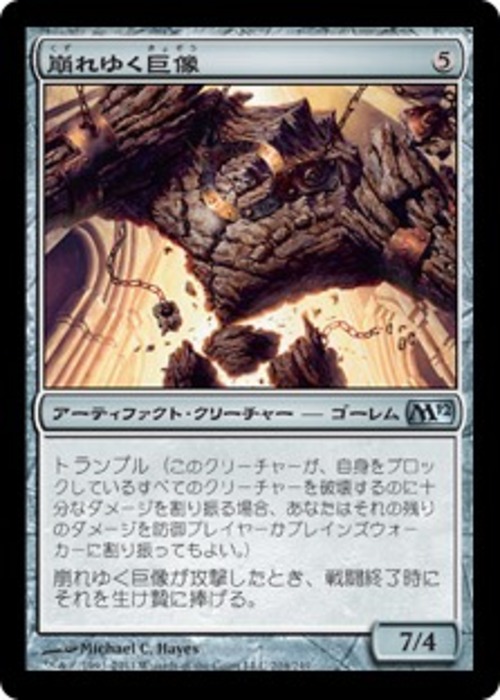 崩れゆく巨像
5
アーティファクト・クリーチャー — ゴーレム
M12
トランプル（このクリーチャーが、自身をブロッ
クしているすべてのクリーチャーを破壊するのに十
分なダメージを割り振る場合、あなたはそれの残り
のダメージを防御プレイヤーかプレインズウォー
カーに割り振ってもよい。）
崩れゆく巨像が攻撃したとき、戦闘終了時に
それを生け贄に捧げる。
Michael C. Hayes
7/4